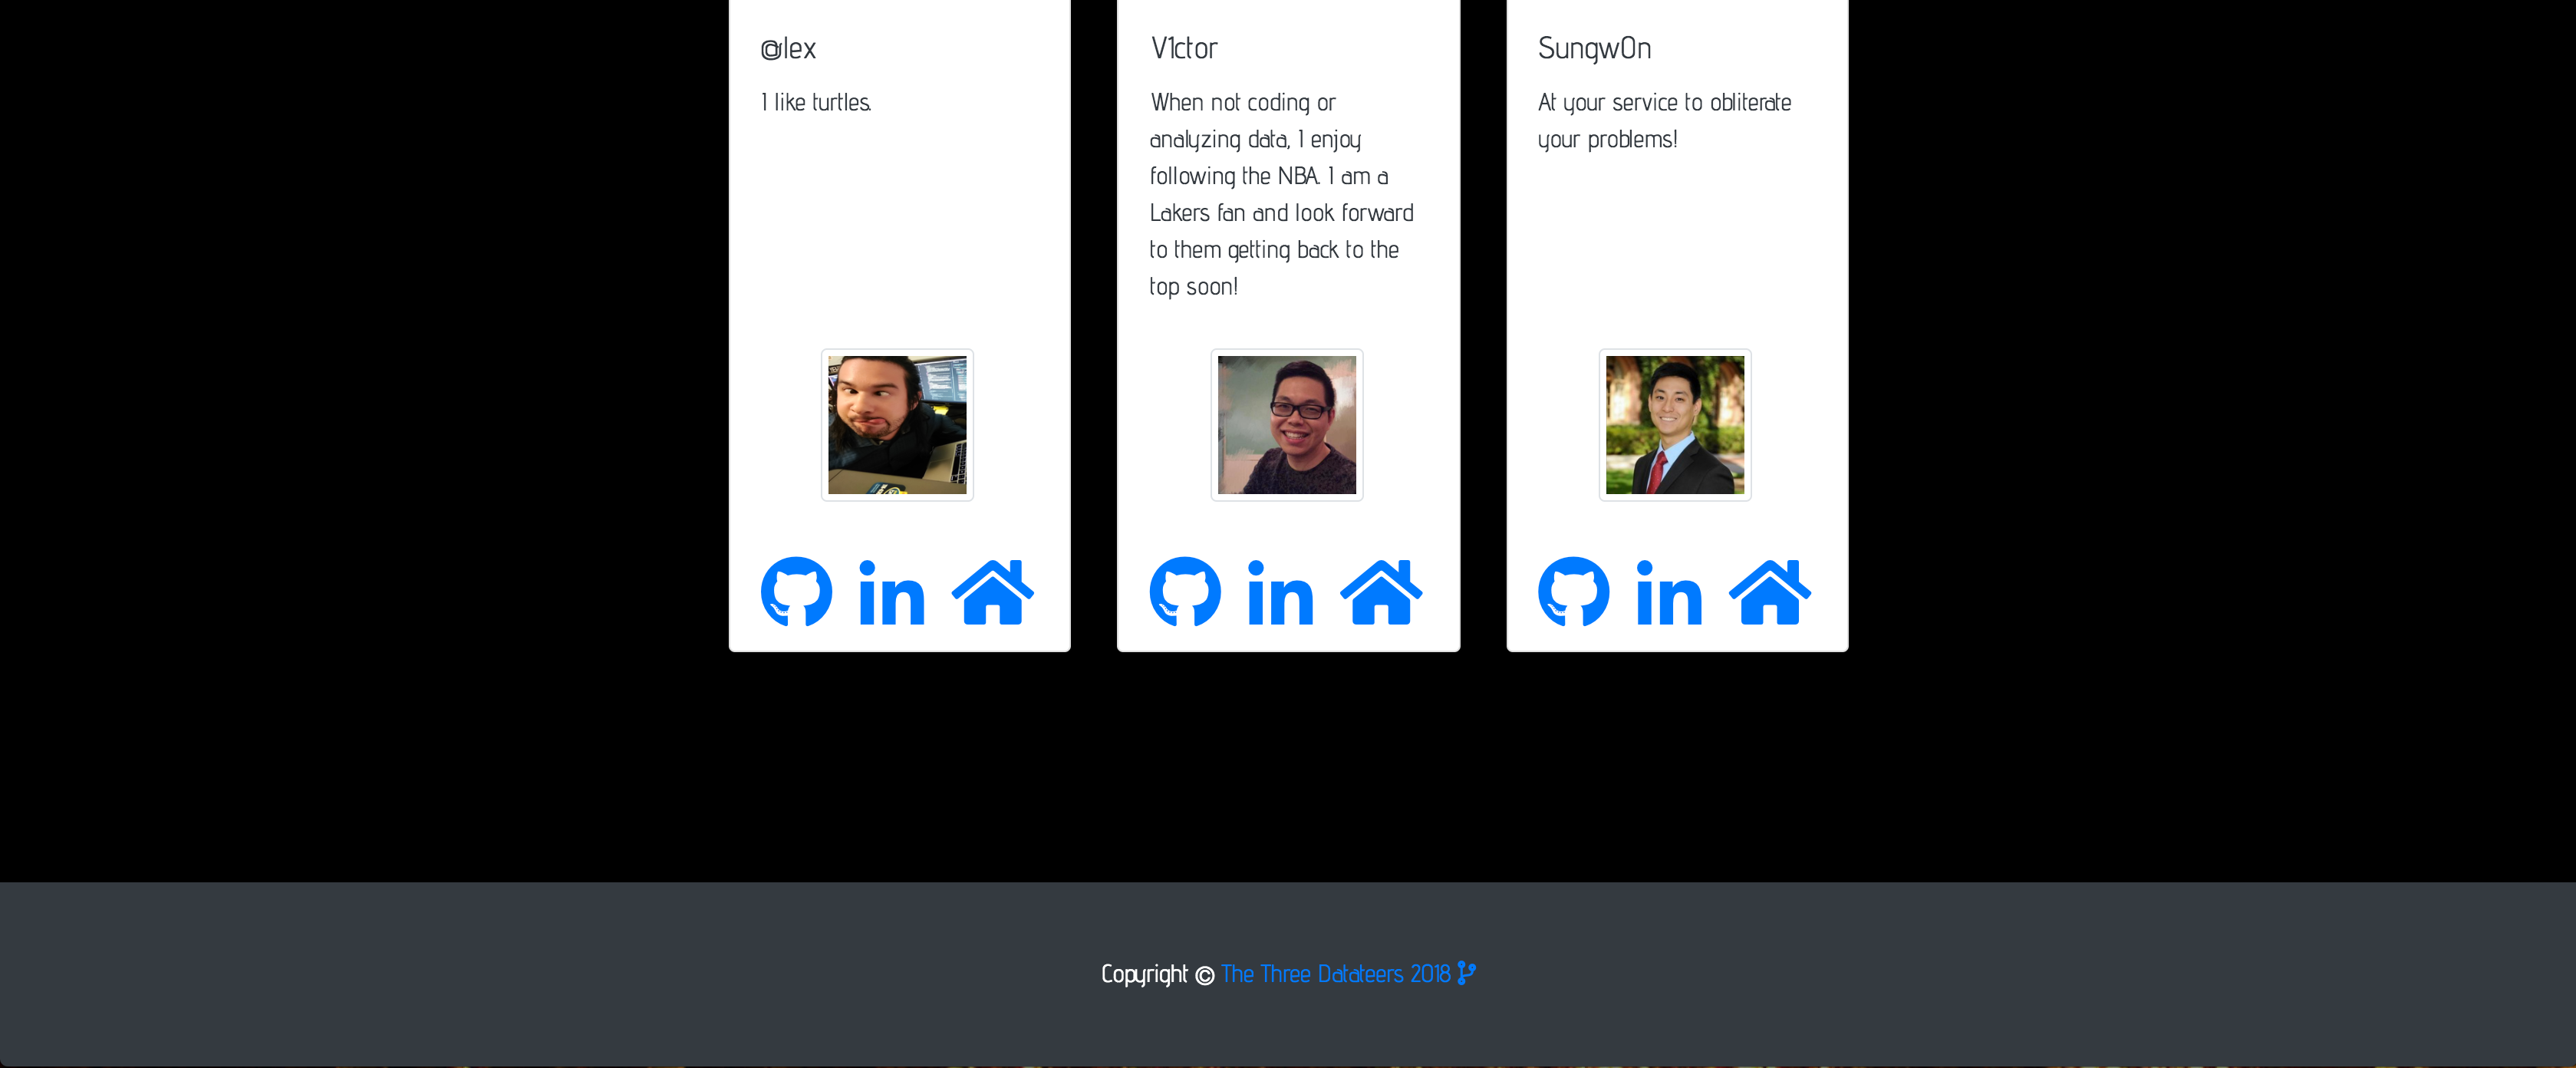 @lex
I like turtles.
V1ctor
When not coding or
analyzing data, I enjoy
following the NBA. I am a
Lakers fan and look forward
to them getting back to the
top soon!
Sungw0n
At your service to obliterate
your problems!
in
in
in
Copyright © The Three Datateers 2018